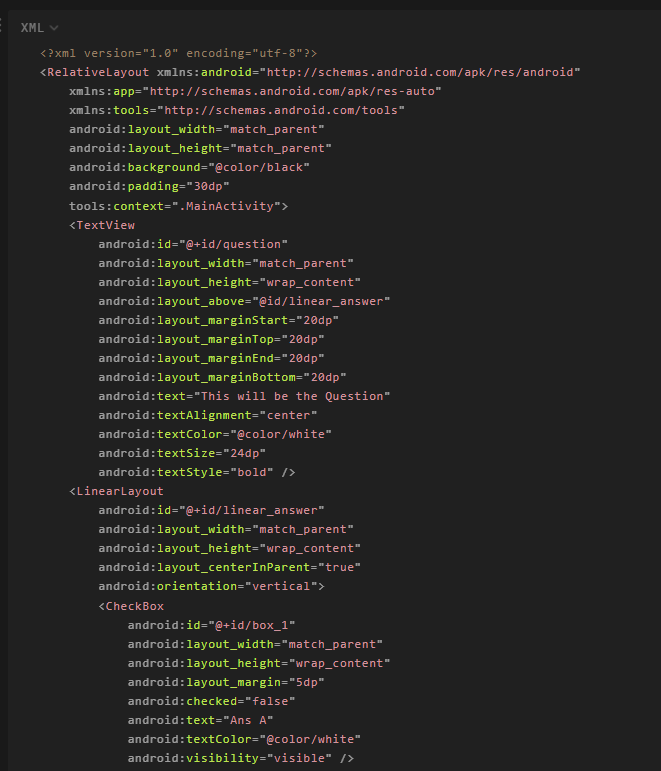 XML
<?xml version="1.0" encoding="utf-8"?>
<RelativeLayout xmlns:android="http://schemas.android.com/apk/res/android"
xmlns:app="http://schemas.android.com/apk/res-auto"
xmlns:tools="http://schemas.android.com/tools"
android:layout_width="match_parent"
android:layout_height="match_parent"
android:background="@color/black"
android:padding="30dp"
tools:context=".MainActivity">
<TextView
android:id="@+id/question"
android:layout_width="match_parent"
android:layout_height="wrap_content"
android:layout_above="@id/linear_answer"
android:layout_marginStart="20dp"
android:layout_marginTop="20dp"
android:layout_marginEnd="20dp"
android:layout_marginBottom="20dp"
android:text="This will be the Question"
android:textAlignment="center"
android:textColor="@color/white"
android:textSize="24dp"
android:textStyle="bold" />
<LinearLayout
android:id="@+id/linear_answer"
android:layout_width="match_parent"
android:layout_height="wrap_content"
android:layout_centerInParent="true"
android:orientation="vertical">
<CheckBox
android:id="@+id/box_1"
android:layout_width="match_parent"
android:layout_height="wrap_content"
android:layout_margin="5dp"
android:checked="false"
android:text="Ans A"
android:textColor="@color/white"
android:visibility="visible" />